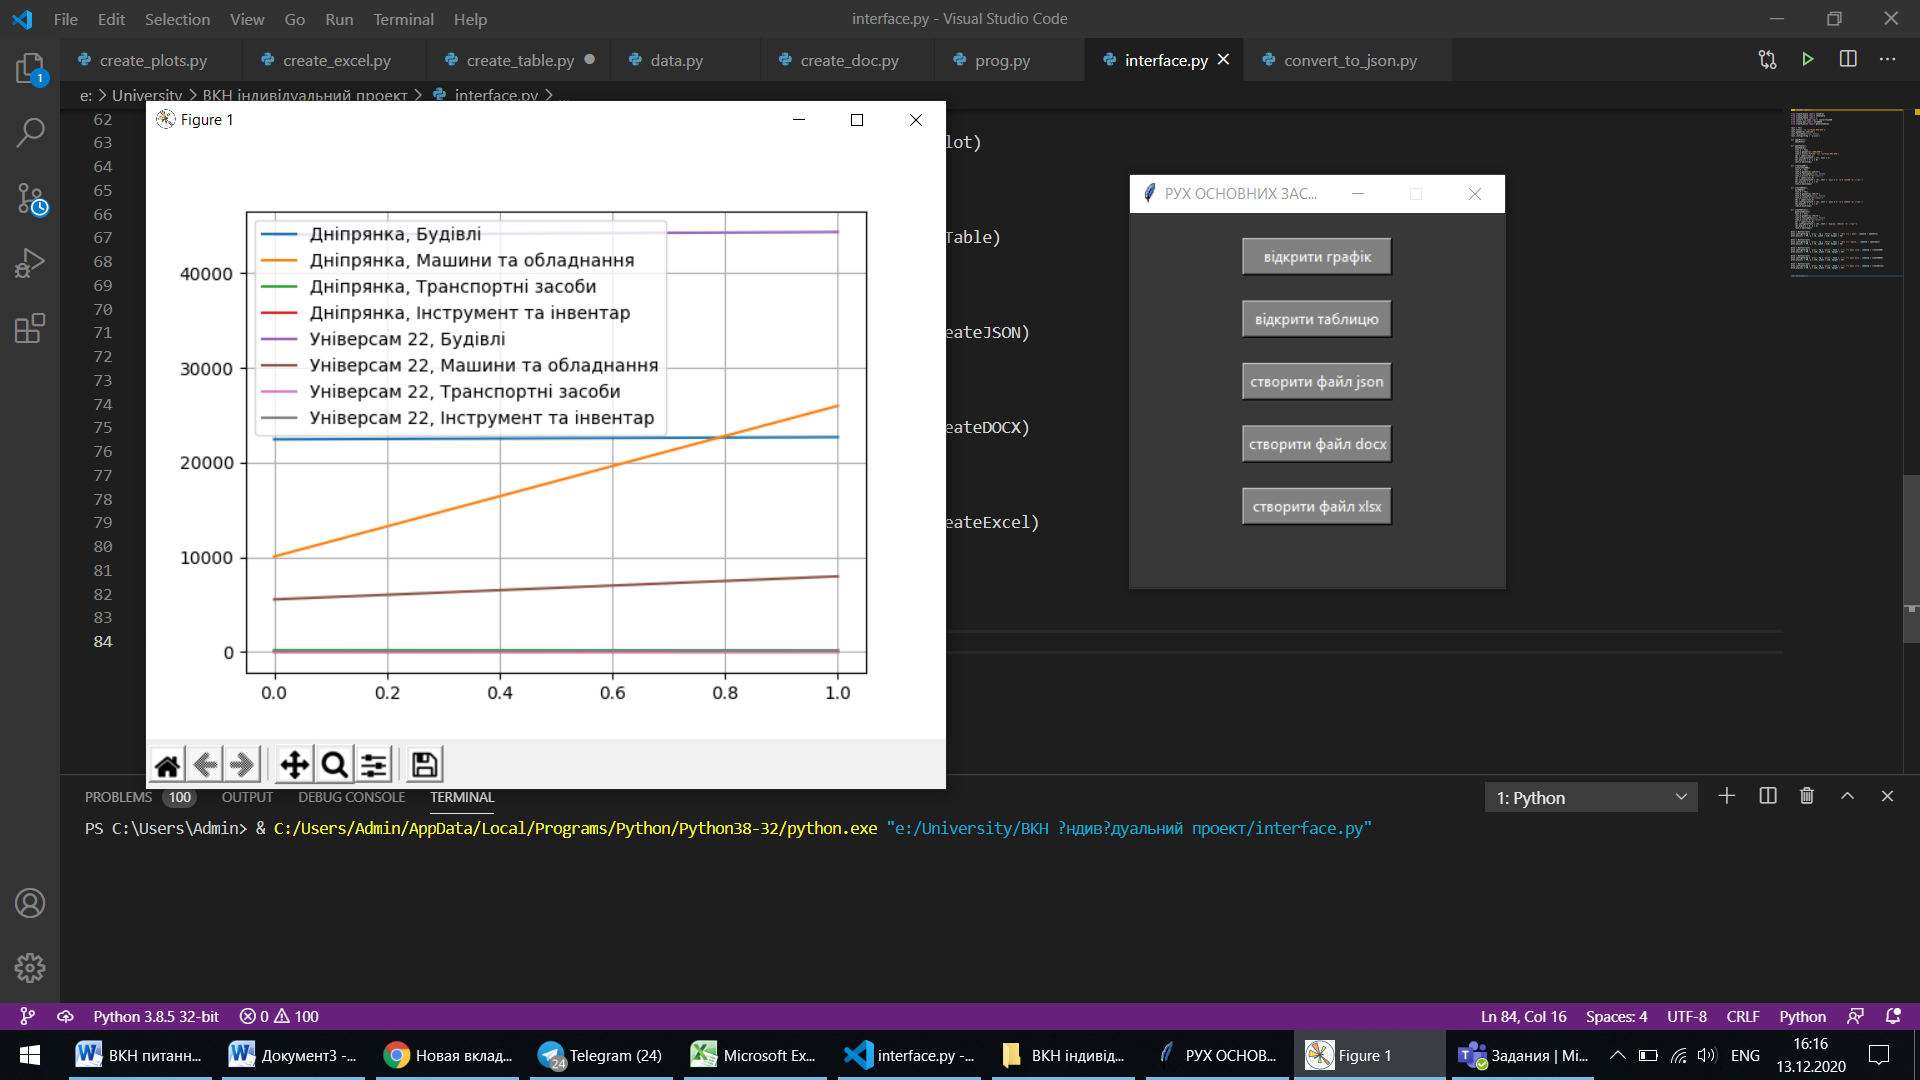 File Edit Selection View Go Run Terminal Help
interface.py - Visual Studio Code
create_plots.py create_excel.py create_table.py data.py create_doc.py prog.py interface.py convert_to_json.py
1
e: > University > ВКН індивідуальний проект > interface.py > ...
62
63 lot)
64
65
66
67 Table)
68
69
70
71 eateJSON)
72
73
74
75 eateDOCX)
76
77
78
79 eateExcel)
80
81
82
83
84
Figure 1
Дніпрянка, Будівлі
Дніпрянка, Машини та обладнання
Дніпрянка, Транспортні засоби
Дніпрянка, Інструмент та інвентар
Універсам 22, Будівлі
Універсам 22, Машини та обладнання
Універсам 22, Транспортні засоби
Універсам 22, Інструмент та інвентар
40000
30000
20000
10000
0
0.0 0.2 0.4 0.6 0.8 1.0
РУХ ОСНОВНИХ ЗАС...
відкрити графік
відкрити таблицю
створити файл json
створити файл docx
створити файл xlsx
PROBLEMS 100 OUTPUT DEBUG CONSOLE TERMINAL
1: Python
PS C:\Users\Admin> & C:/Users/Admin/AppData/Local/Programs/Python/Python38-32/python.exe "e:/University/ВКН ?ндив?дуальний проект/interface.py"
Python 3.8.5 32-bit 0 100
Ln 84, Col 16 Spaces: 4 UTF-8 CRLF Python
ВКН питанн... Документ3 -... Новая вклад... Telegram (24) 24 Microsoft Ex... interface.py -... ВКН індивід... РУХ ОСНОВ... Figure 1 Задания | Mi... ENG
16:16
13.12.2020